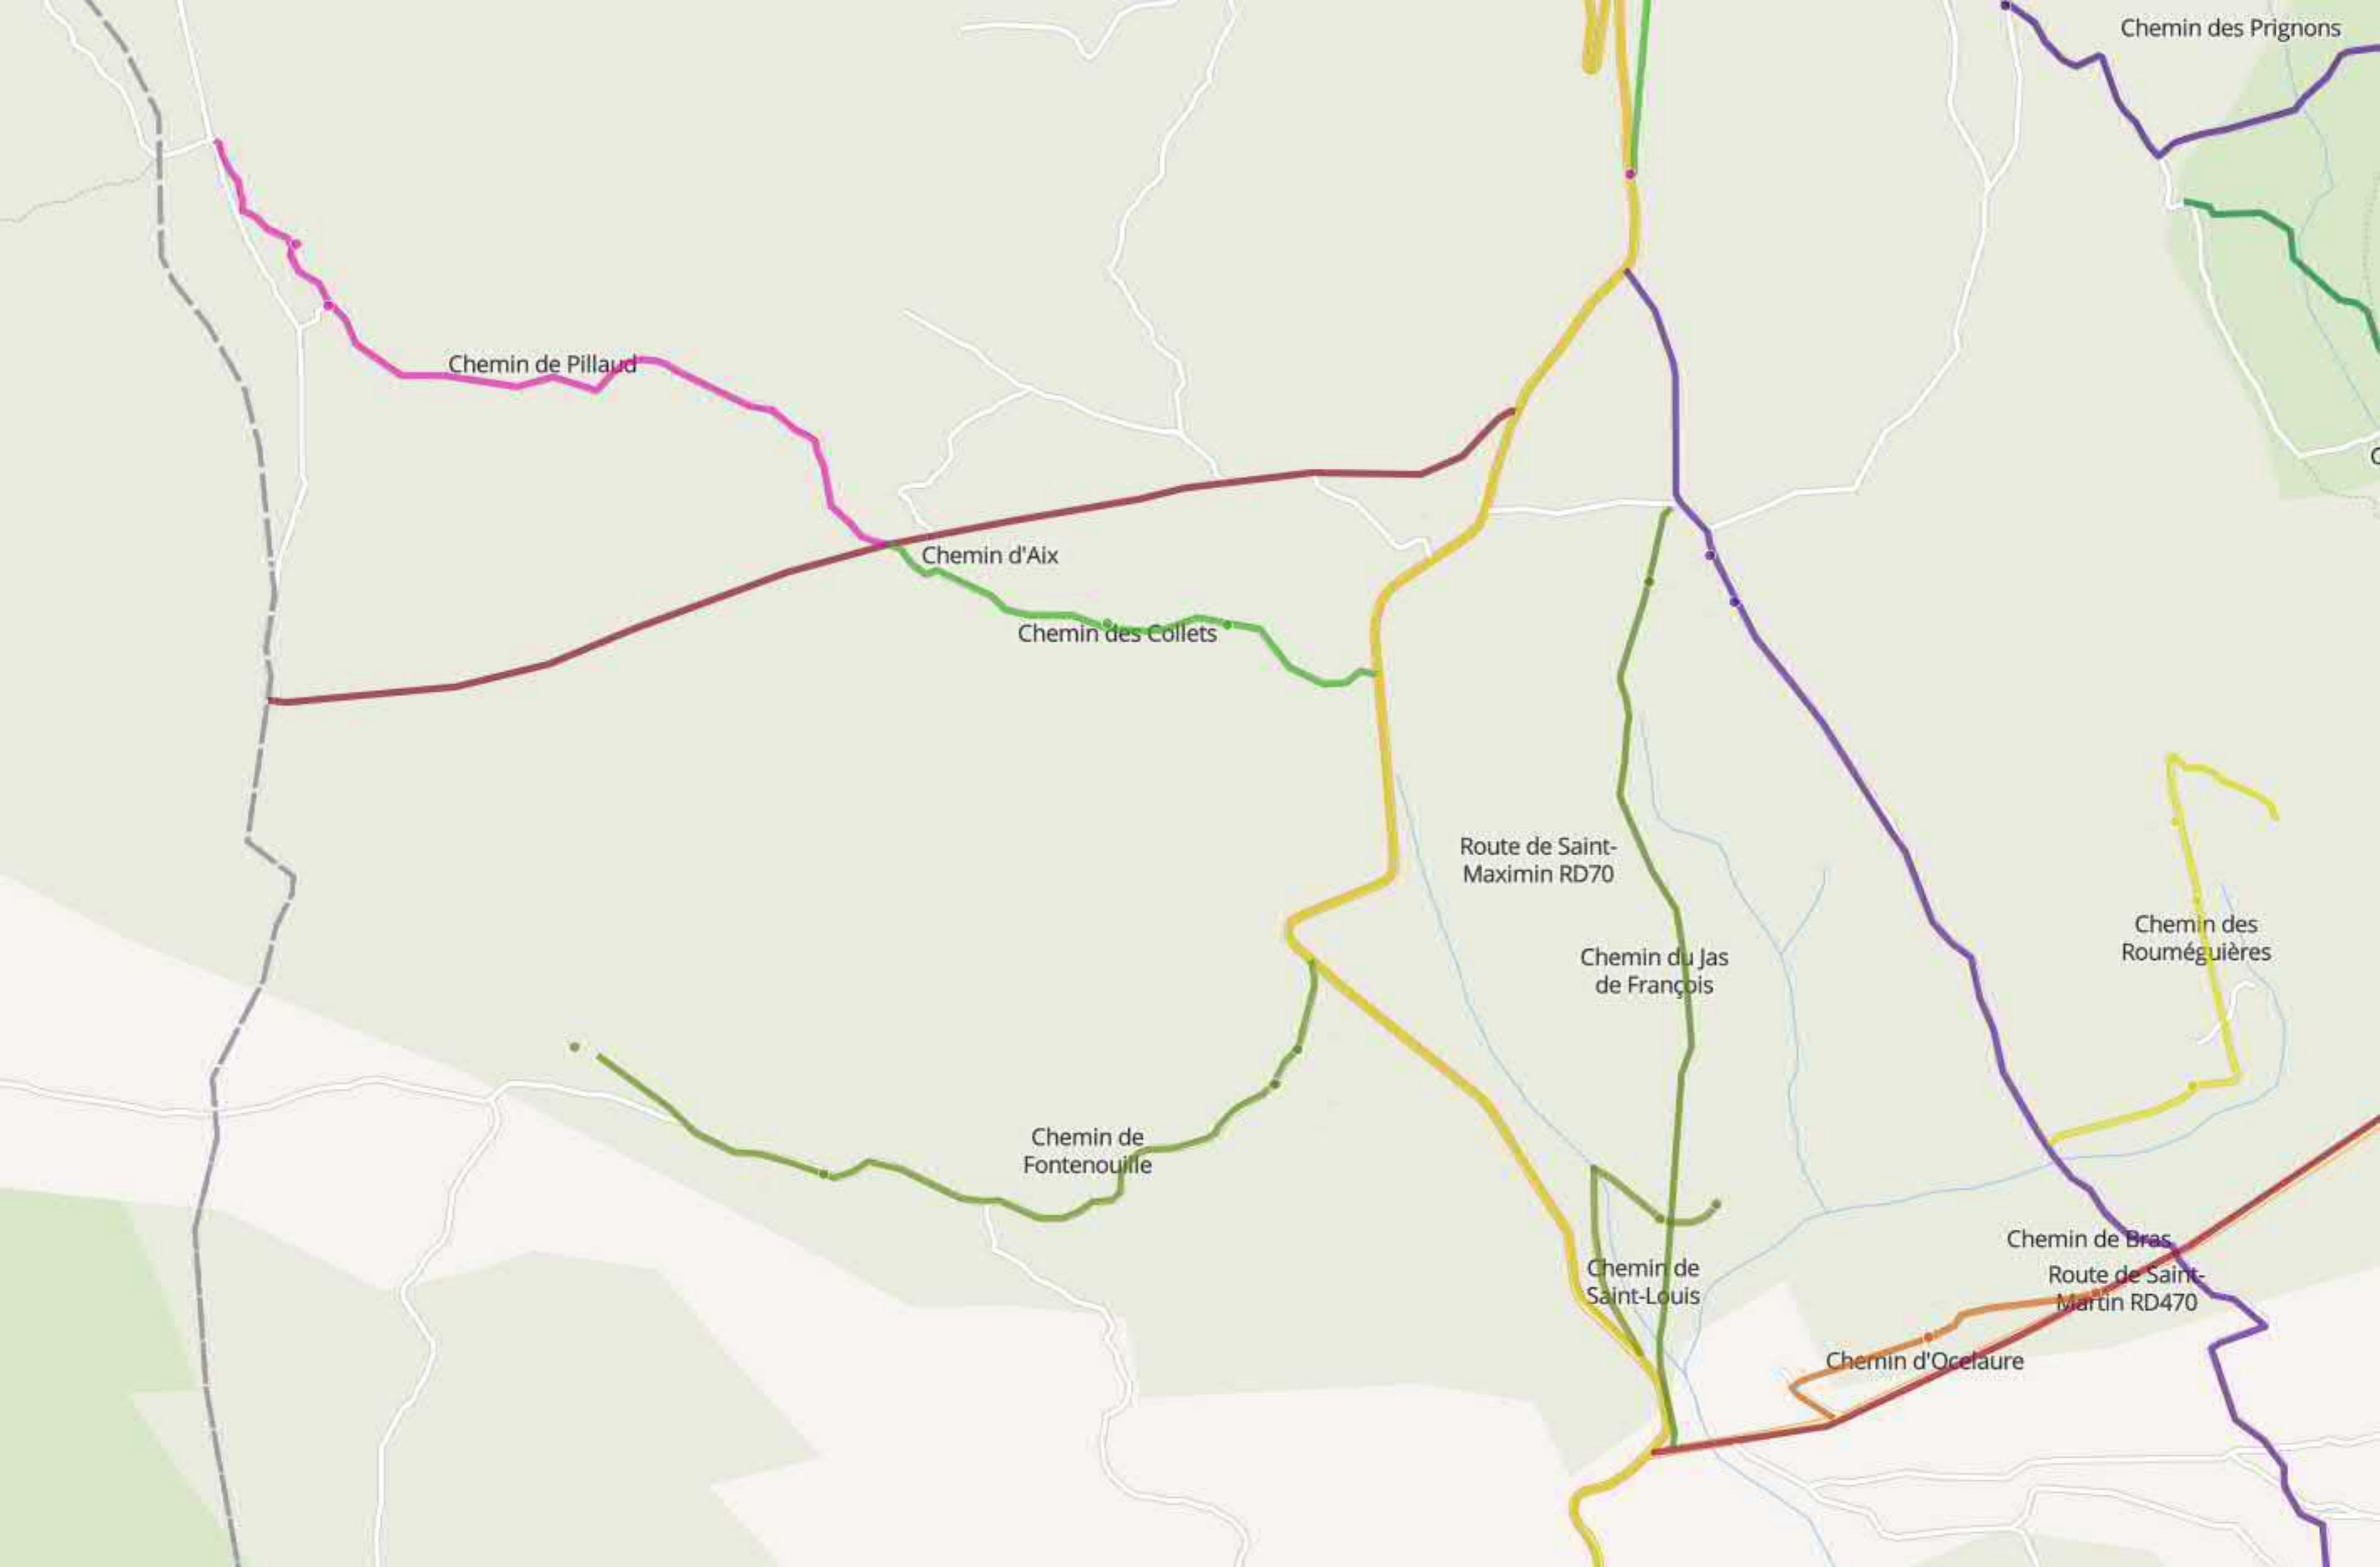 Chemin des Prignons
Chemin de Pillaud
C
Chemin d'Aix
Chemin des Collets
Route de Saint-
Maximin RD70
Chemin des
Rouméguières
Chemin du Jas
de François
Chemin de
Fontenouille
Chemin de Bras
Chemin de
Saint-Louis
Route de Saint-
Martin RD470
Chemin d'Ocelaure